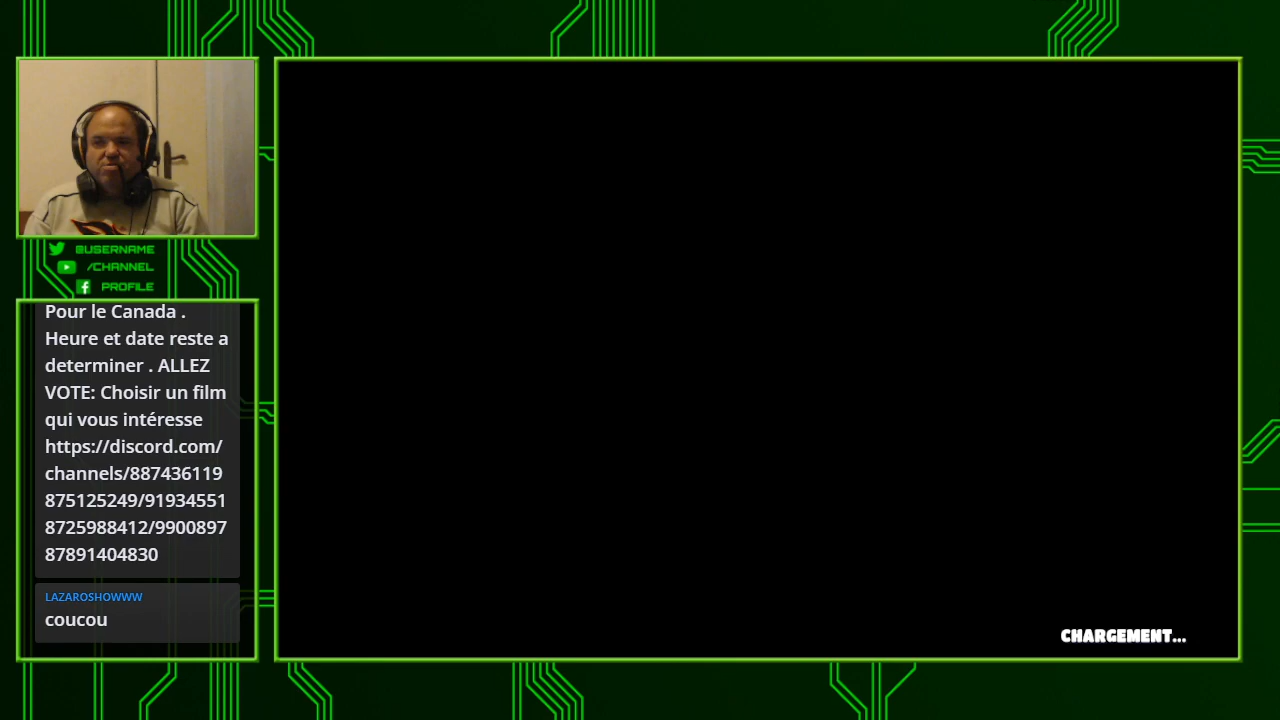 @USERNAME
/CHANNEL
PROFILE
Pour le Canada .
Heure et date reste a
determiner . ALLEZ
VOTE: Choisir un film
qui vous intéresse
https://discord.com/
channels/887436119
875125249/91934551
8725988412/9900897
87891404830
LAZAROSHOWWW
coucou
CHARGEMENT...